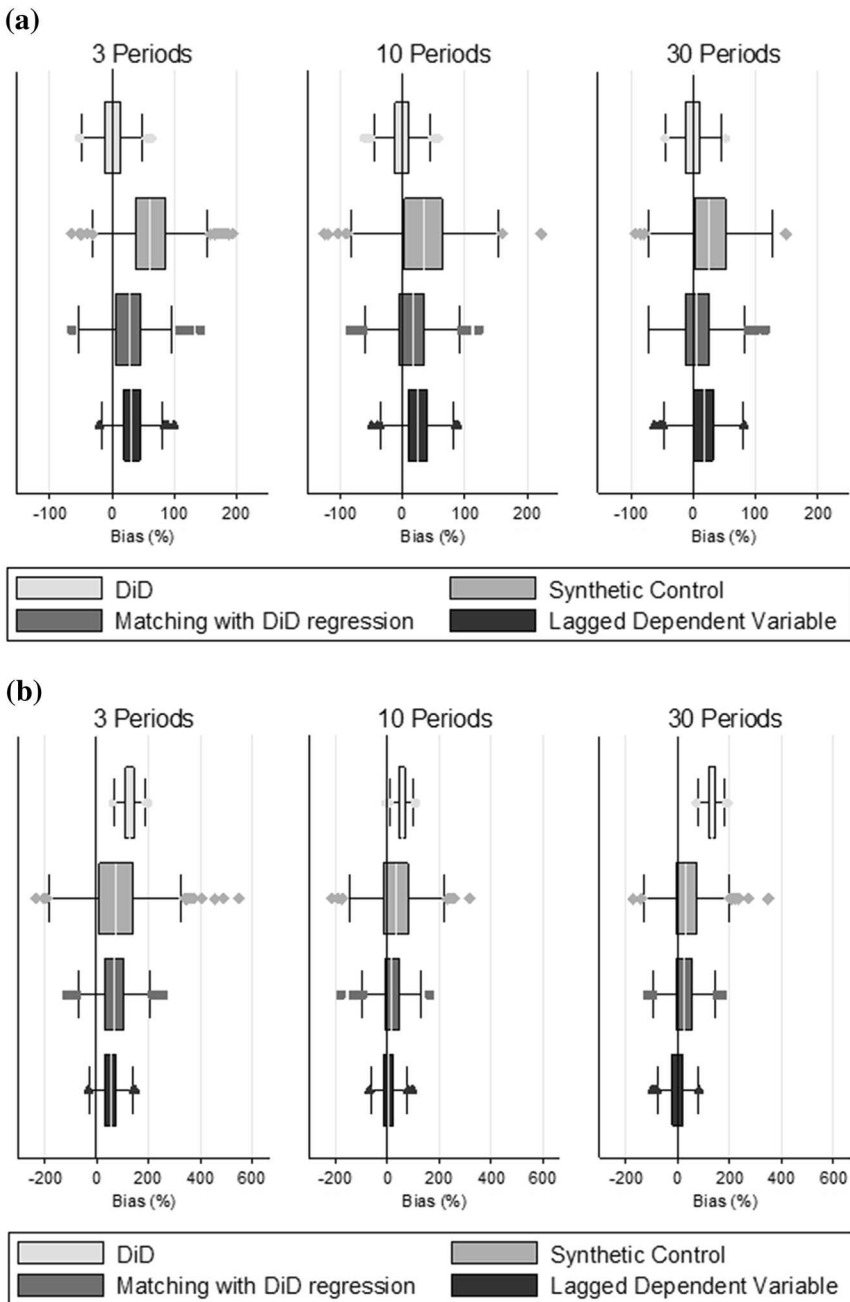 (a)
3 Periods
10 Periods
30 Periods
-100 0 100 200
-100 0 100 200
-100 0 100 200
Bias (%)
Bias (%)
Bias (%)
DiD
Synthetic Control
Matching with DiD regression
Lagged Dependent Variable
(b)
3 Periods
10 Periods
30 Periods
-200 0 200 400 600
-200 0 200 400 600
-200 0 200 400 600
Bias (%)
Bias (%)
Bias (%)
DiD
Synthetic Control
Matching with DiD regression
Lagged Dependent Variable